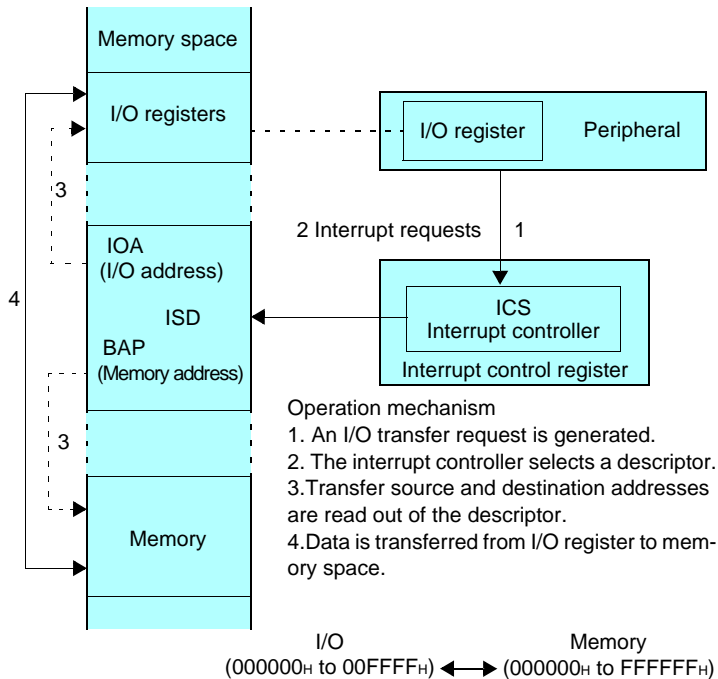 Memory space
I/O registers
I/O register
Peripheral
3
2 Interrupt requests
1
IOA
(I/O address)
ISD
BAP
(Memory address)
4
ICS
Interrupt controller
Interrupt control register
3
Memory
Operation mechanism
1. An I/O transfer request is generated.
2. The interrupt controller selects a descriptor.
3.Transfer source and destination addresses
are read out of the descriptor.
4.Data is transferred from I/O register to mem-
ory space.
I/O
(000000H to 00FFFFH)
Memory
(000000H to FFFFFFH)